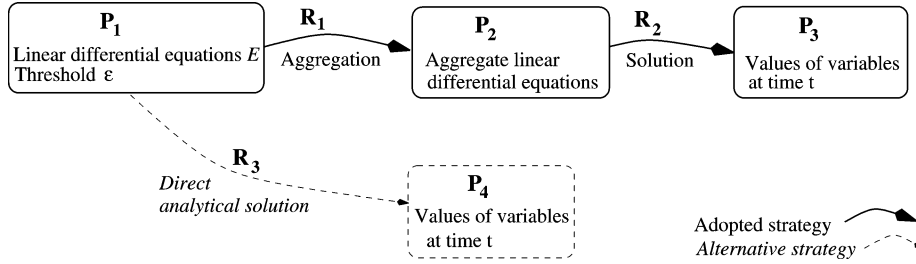 P1
Linear differential equations E
Threshold ε
R1
Aggregation
P2
Aggregate linear
differential equations
R2
Solution
P3
Values of variables
at time t
R3
Direct
analytical solution
P4
Values of variables
at time t
Adopted strategy
Alternative strategy